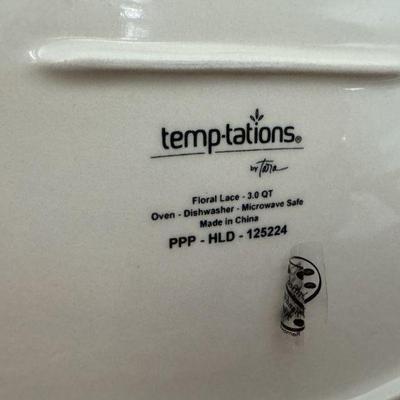 temp-tations®
by Tara
Floral Lace - 3.0 QT
Oven - Dishwasher - Microwave Safe
Made in China
PPP - HLD - 125224